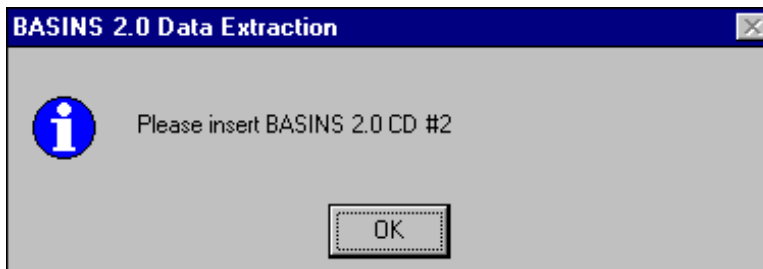 BASINS 2.0 Data Extraction
Please insert BASINS 2.0 CD #2
OK